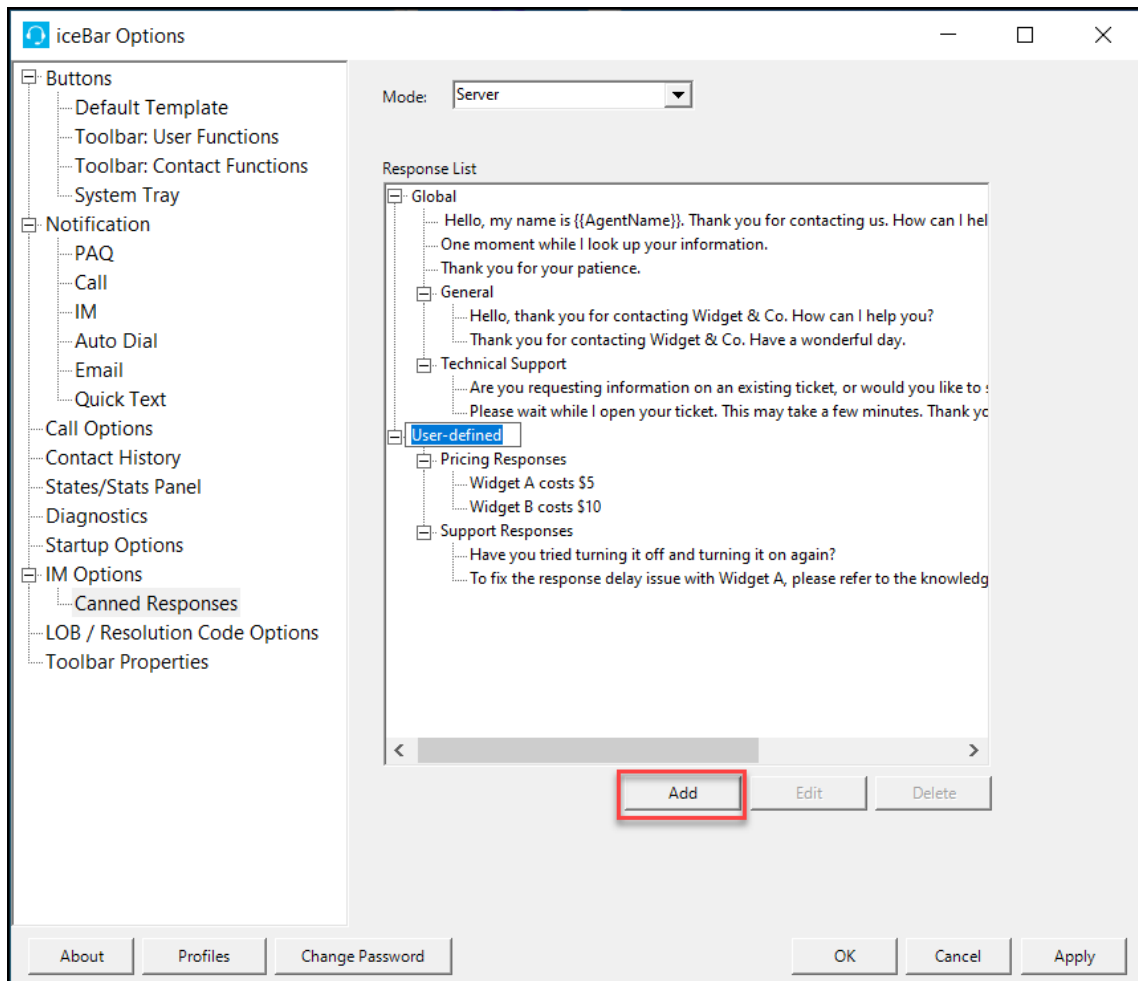 iceBar Options
Buttons
Default Template
Toolbar: User Functions
Toolbar: Contact Functions
System Tray
Notification
PAQ
Call
IM
Auto Dial
Email
Quick Text
Call Options
Contact History
States/Stats Panel
Diagnostics
Startup Options
IM Options
Canned Responses
LOB / Resolution Code Options
Toolbar Properties
Mode: Server
Response List
Global
Hello, my name is {{AgentName}}. Thank you for contacting us. How can I hel
One moment while I look up your information.
Thank you for your patience.
General
Hello, thank you for contacting Widget & Co. How can I help you?
Thank you for contacting Widget & Co. Have a wonderful day.
Technical Support
Are you requesting information on an existing ticket, or would you like to
Please wait while I open your ticket. This may take a few minutes. Thank yo
User-defined
Pricing Responses
Widget A costs $5
Widget B costs $10
Support Responses
Have you tried turning it off and turning it on again?
To fix the response delay issue with Widget A, please refer to the knowledg
Add Edit Delete
About Profiles Change Password OK Cancel Apply